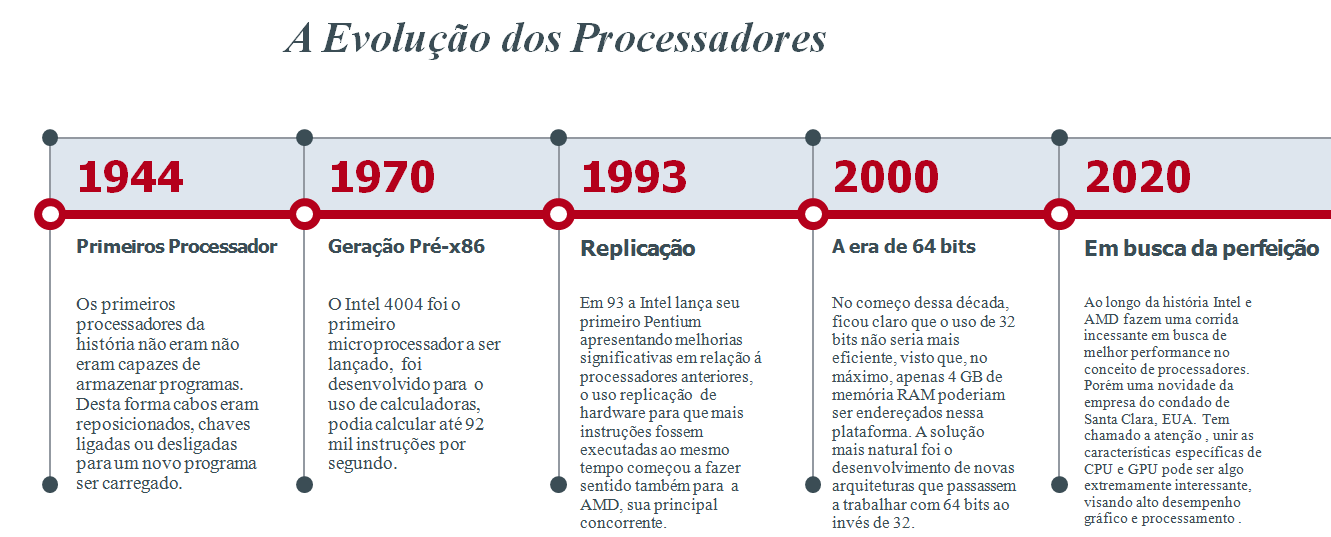 A Evolução dos Processadores
1944
Primeiros Processador
Os primeiros
processadores da
história não eram não
eram capazes de
armazenar programas.
Desta forma cabos eram
reposicionados, chaves
ligadas ou desligadas
para um novo programa
ser carregado.
1970
Geração Pré-x86
O Intel 4004 foi o
primeiro
microprocessador a ser
lançado, foi
desenvolvido para o
uso de calculadoras,
podia calcular até 92
mil instruções por
segundo.
1993
Replicação
Em 93 a Intel lança seu
primeiro Pentium
apresentando melhorias
significativas em relação á
processadores anteriores,
o uso replicação de
hardware para que mais
instruções fossem
executadas ao mesmo
tempo começou a fazer
sentido também para a
AMD, sua principal
concorrente.
2000
A era de 64 bits
No começo dessa década,
ficou claro que o uso de 32
bits não seria mais
eficiente, visto que, no
máximo, apenas 4 GB de
memória RAM poderiam
ser endereçados nessa
plataforma. A solução
mais natural foi o
desenvolvimento de novas
arquiteturas que passassem
a trabalhar com 64 bits ao
invés de 32.
2020
Em busca da perfeição
Ao longo da história Intel e
AMD fazem uma corrida
incessante em busca de
melhor performance no
conceito de processadores.
Porém uma novidade da
empresa do condado de
Santa Clara, EUA. Tem
chamado a atenção , unir as
características específicas de
CPU e GPU pode ser algo
extremamente interessante,
visando alto desempenho
gráfico e processamento .